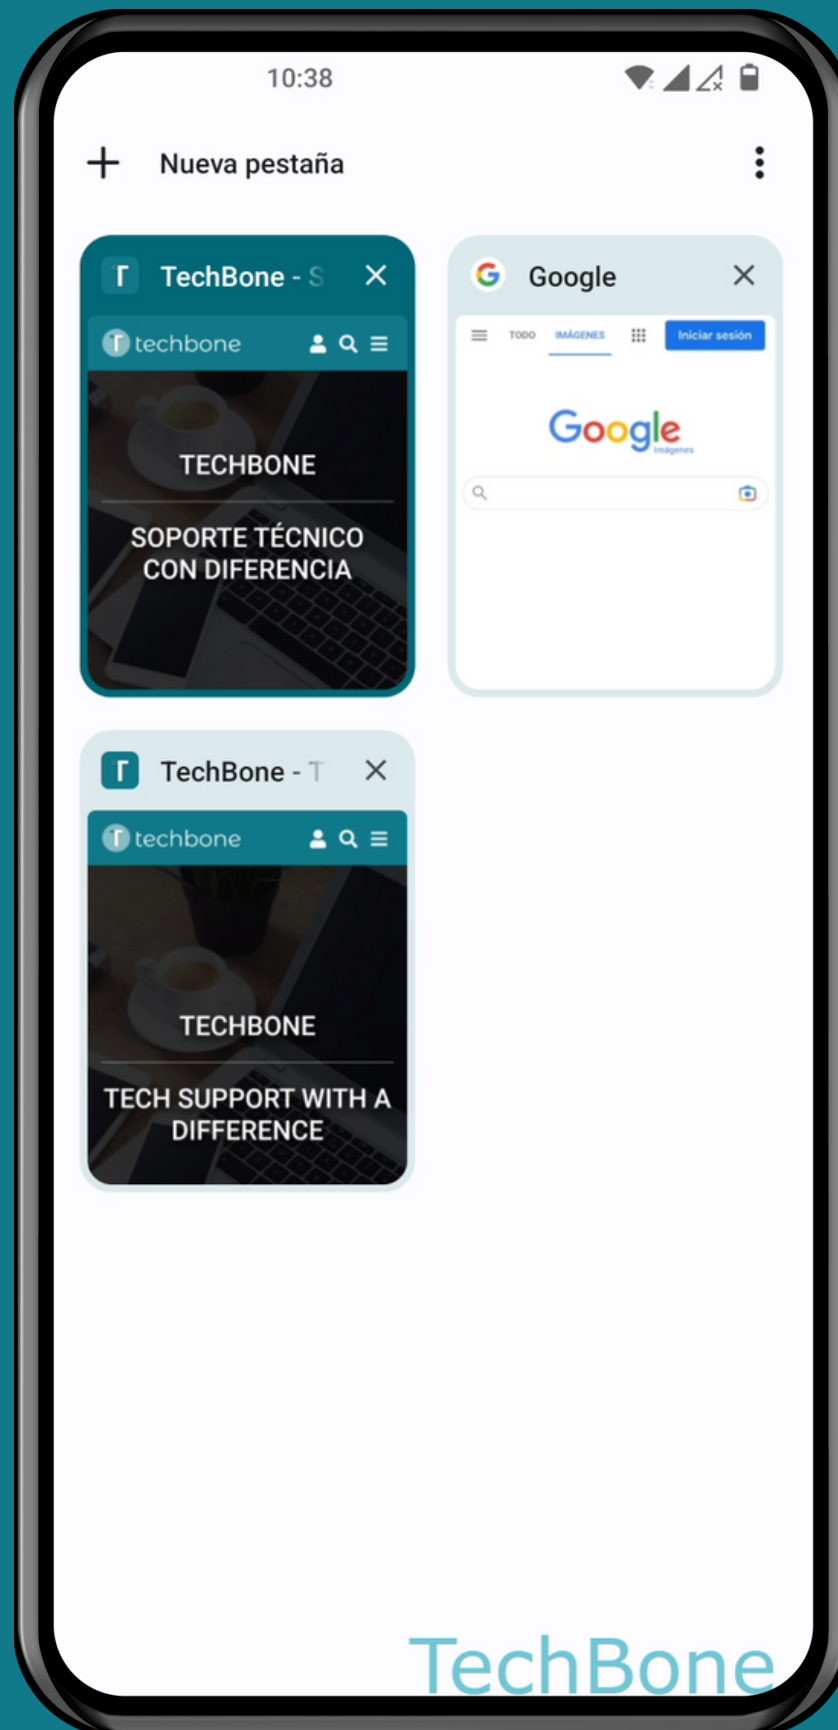 10:38
Nueva pestaña
TechBone - S
techbone
TECHBONE
SOPORTE TÉCNICO
CON DIFERENCIA
Google
TODO IMÁGENES Iniciar sesión
Google
Imágenes
TechBone - T
techbone
TECHBONE
TECH SUPPORT WITH A
DIFFERENCE
TechBone